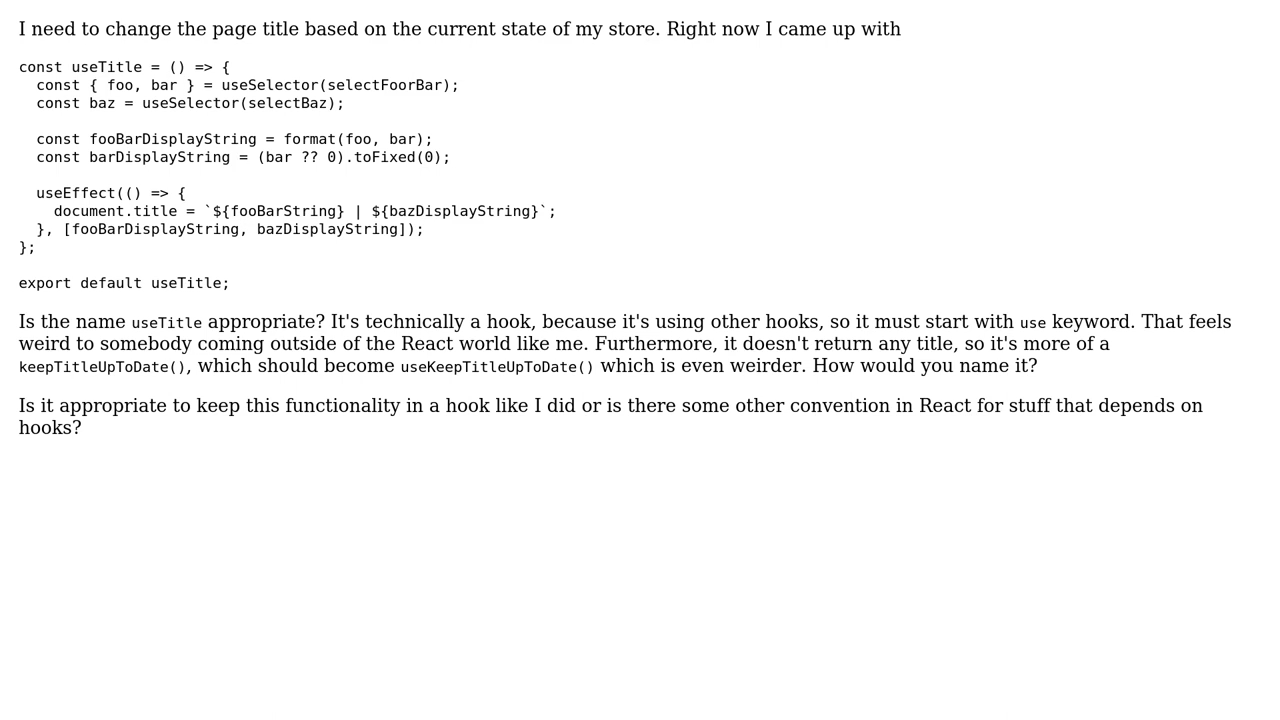 I need to change the page title based on the current state of my store. Right now I came up with
const useTitle = () => {
  const { foo, bar } = useSelector(selectFoorBar);
  const baz = useSelector(selectBaz);

  const fooBarDisplayString = format(foo, bar);
  const barDisplayString = (bar ?? 0).toFixed(0);

  useEffect(() => {
    document.title = `${fooBarString} | ${bazDisplayString}`;
  }, [fooBarDisplayString, bazDisplayString]);
};

export default useTitle;
Is the name useTitle appropriate? It's technically a hook, because it's using other hooks, so it must start with use keyword. That feels
weird to somebody coming outside of the React world like me. Furthermore, it doesn't return any title, so it's more of a
keepTitleUpToDate(), which should become useKeepTitleUpToDate() which is even weirder. How would you name it?
Is it appropriate to keep this functionality in a hook like I did or is there some other convention in React for stuff that depends on
hooks?